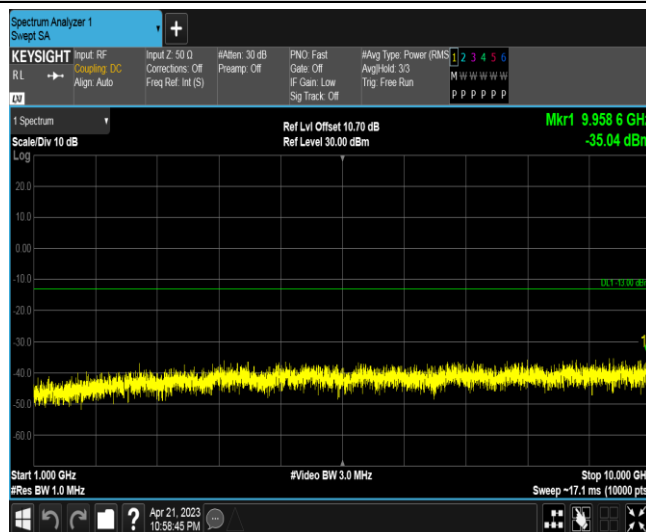 Spectrum Analyzer 1
Swept SA
+
KEYSIGHT Input: RF Input Z: 50 Ω #Atten: 30 dB PNO: Fast #Avg Type: Power (RMS 1 2 3 4 5 6
RL Coupling: DC Corrections: Off Preamp: Off Gate: Off Avg|Hold: 3/3 M W W W W W
Align: Auto Freq Ref: Int (S) IF Gain: Low Trig: Free Run
LXI Sig Track: Off P P P P P P
1 Spectrum Ref Lvl Offset 10.70 dB Mkr1 9.958 6 GHz
Scale/Div 10 dB Ref Level 30.00 dBm -35.04 dBm
Log
20.0
10.0
0.00
-10.0
DL1 -13.00 dBm
-20.0
-30.0
1
-40.0
-50.0
-60.0
Start 1.000 GHz #Video BW 3.0 MHz Stop 10.000 GHz
#Res BW 1.0 MHz Sweep ~17.1 ms (10000 pts
? Apr 21, 2023
10:58:45 PM